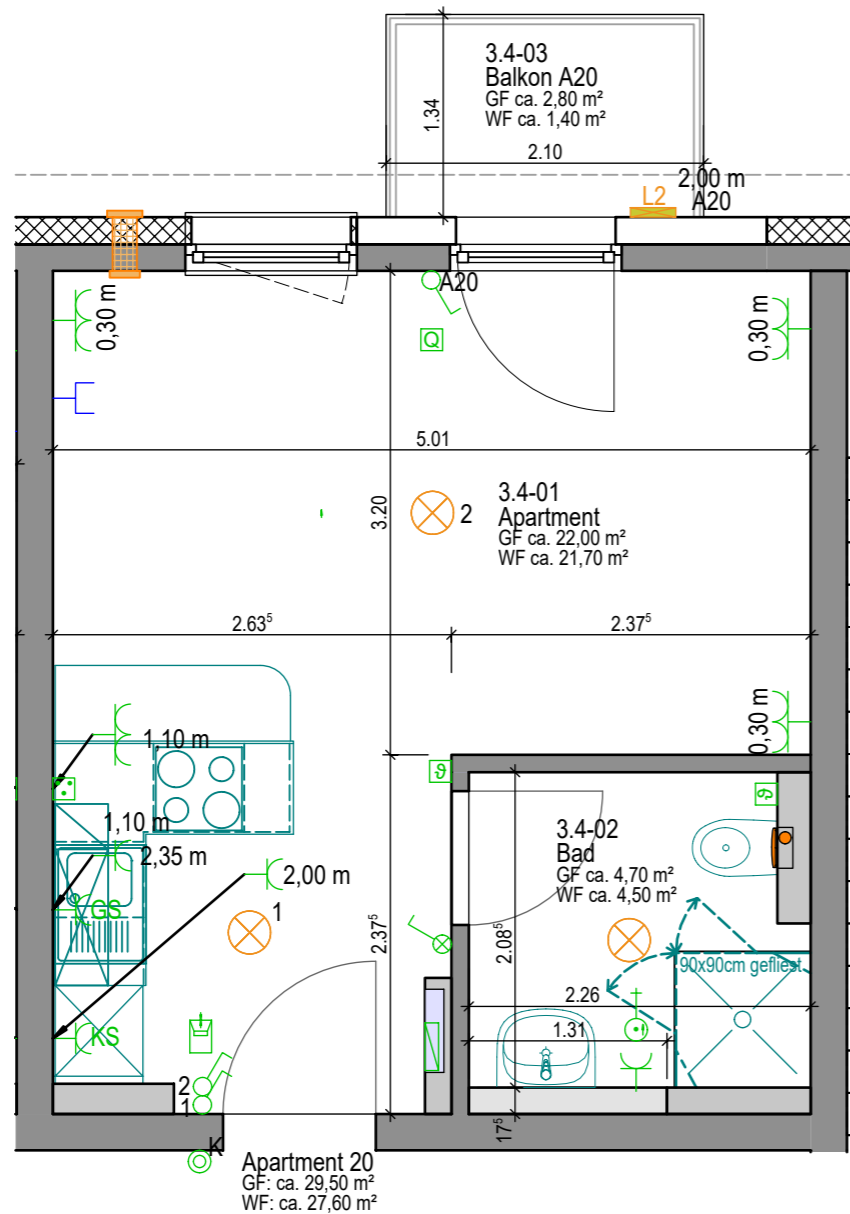 3.4-03
Balkon A20
GF ca. 2,80 m²
WF ca. 1,40 m²
1.34
2.10
2,00 m
L2
A20
A20
Q
0,30 m
0,30 m
5.01
3.20
3.4-01
Apartment
GF ca. 22,00 m²
WF ca. 21,70 m²
2
2.63⁵
2.37⁵
0,30 m
1,10 m
ϑ
ϑ
1,10 m
2,35 m
3.4-02
Bad
GF ca. 4,70 m²
WF ca. 4,50 m²
2,00 m
GS
1
2.37⁵
2.08⁵
90x90cm gefliest
2.26
1.31
KS
2
1
17⁵
K
Apartment 20
GF: ca. 29,50 m²
WF: ca. 27,60 m²